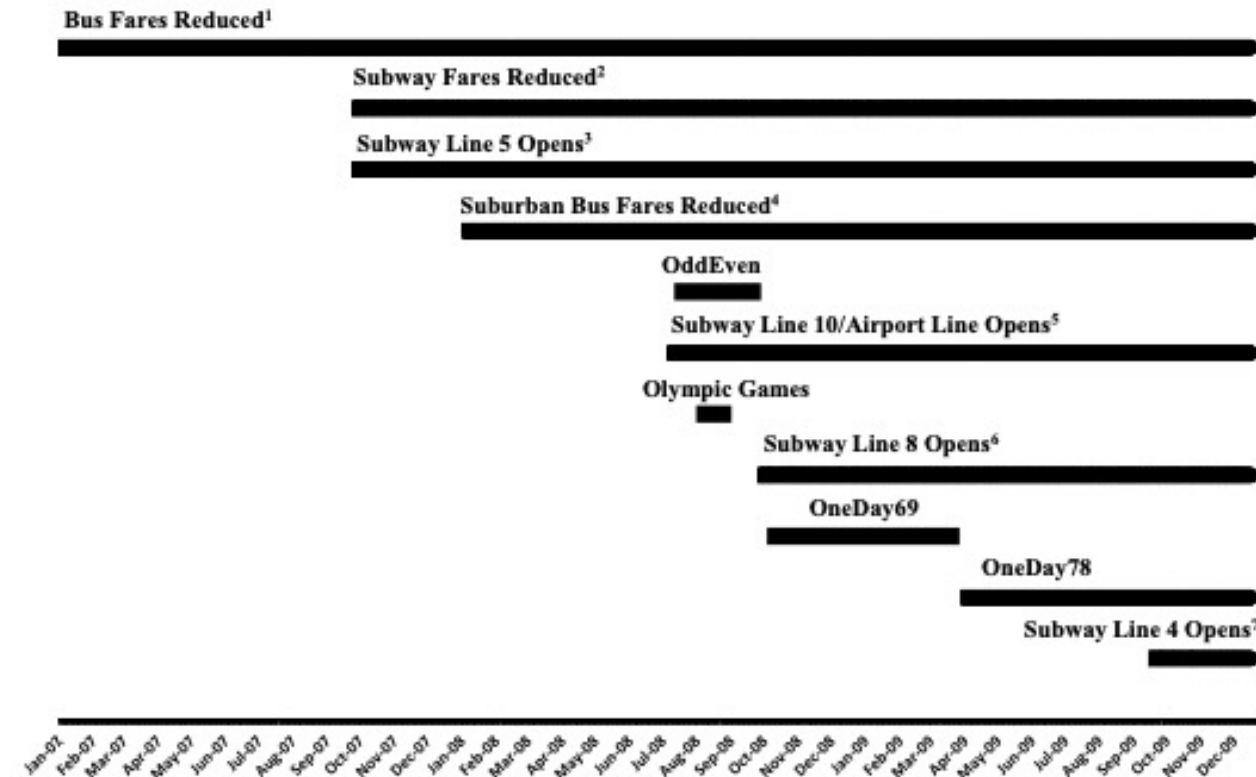 Bus Fares Reduced¹
Subway Fares Reduced²
Subway Line 5 Opens³
Suburban Bus Fares Reduced⁴
OddEven
Subway Line 10/Airport Line Opens⁵
Olympic Games
Subway Line 8 Opens⁶
OneDay69
OneDay78
Subway Line 4 Opens⁷
Jan-07 Feb-07 Mar-07 Apr-07 May-07 Jun-07 Jul-07 Aug-07 Sep-07 Oct-07 Nov-07 Dec-07 Jan-08 Feb-08 Mar-08 Apr-08 May-08 Jun-08 Jul-08 Aug-08 Sep-08 Oct-08 Nov-08 Dec-08 Jan-09 Feb-09 Mar-09 Apr-09 May-09 Jun-09 Jul-09 Aug-09 Sep-09 Oct-09 Nov-09 Dec-09